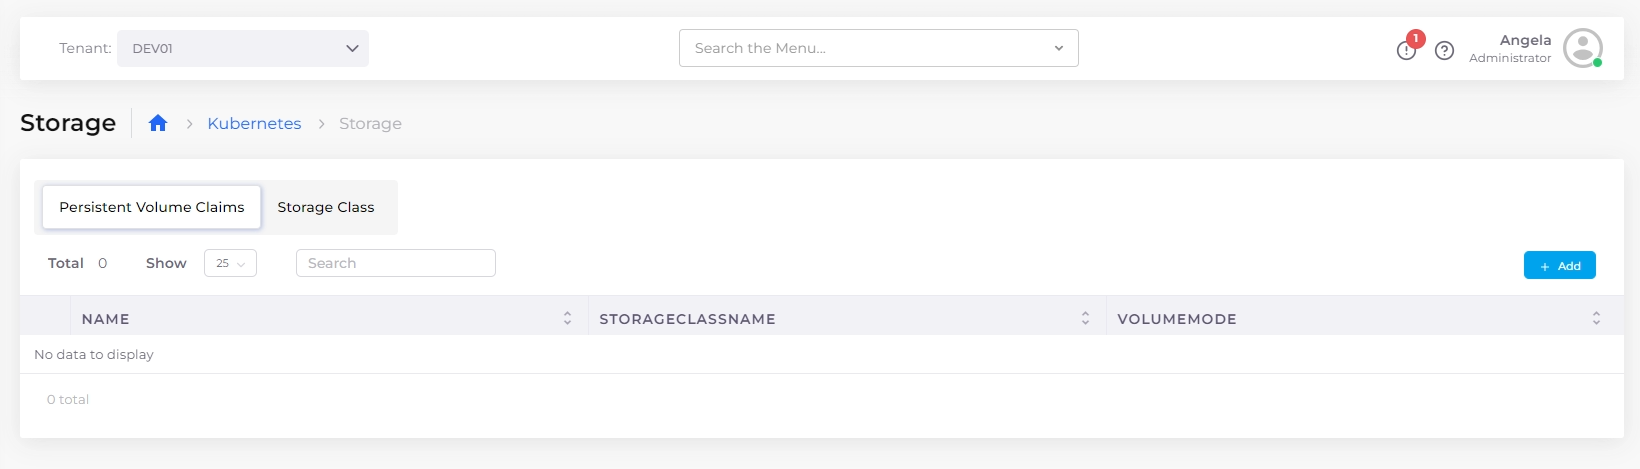 Tenant: DEV01
Search the Menu...
1
Angela
Administrator
Storage
Kubernetes
Storage
Persistent Volume Claims
Storage Class
Total 0
Show 25
Search
+ Add
NAME
STORAGECLASSNAME
VOLUMEMODE
No data to display
0 total